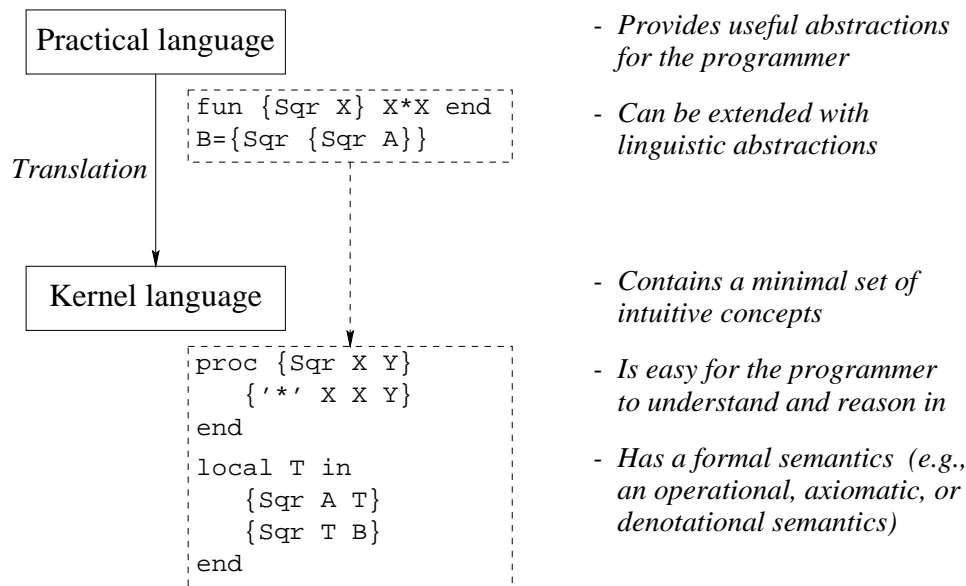 Practical language
- Provides useful abstractions
for the programmer
fun {Sqr X} X*X end
B={Sqr {Sqr A}}
- Can be extended with
linguistic abstractions
Translation
Kernel language
- Contains a minimal set of
intuitive concepts
proc {Sqr X Y}
{’*’ X X Y}
end
local T in
{Sqr A T}
{Sqr T B}
end
- Is easy for the programmer
to understand and reason in
- Has a formal semantics (e.g.,
an operational, axiomatic, or
denotational semantics)